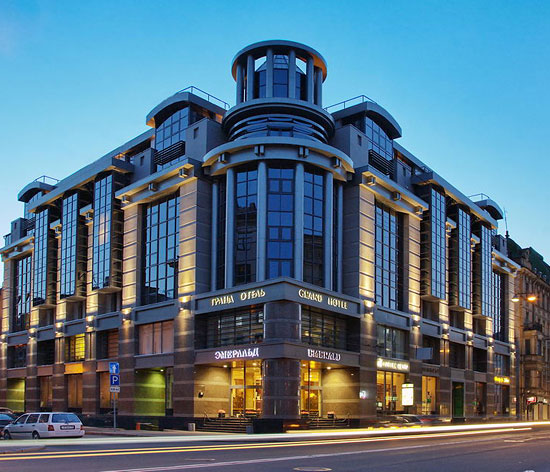 ГРАНД ОТЕЛЬ
GRAND HOTEL
ЭМЕРАЛЬД
EMERALD
P